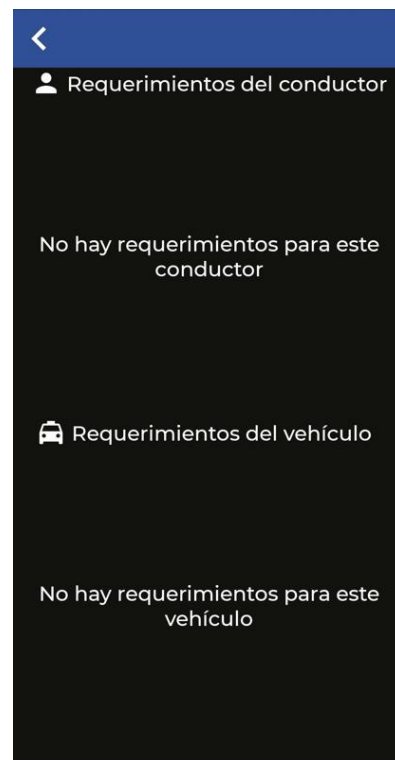 Requerimientos del conductor
No hay requerimientos para este
conductor
Requerimientos del vehículo
No hay requerimientos para este
vehículo